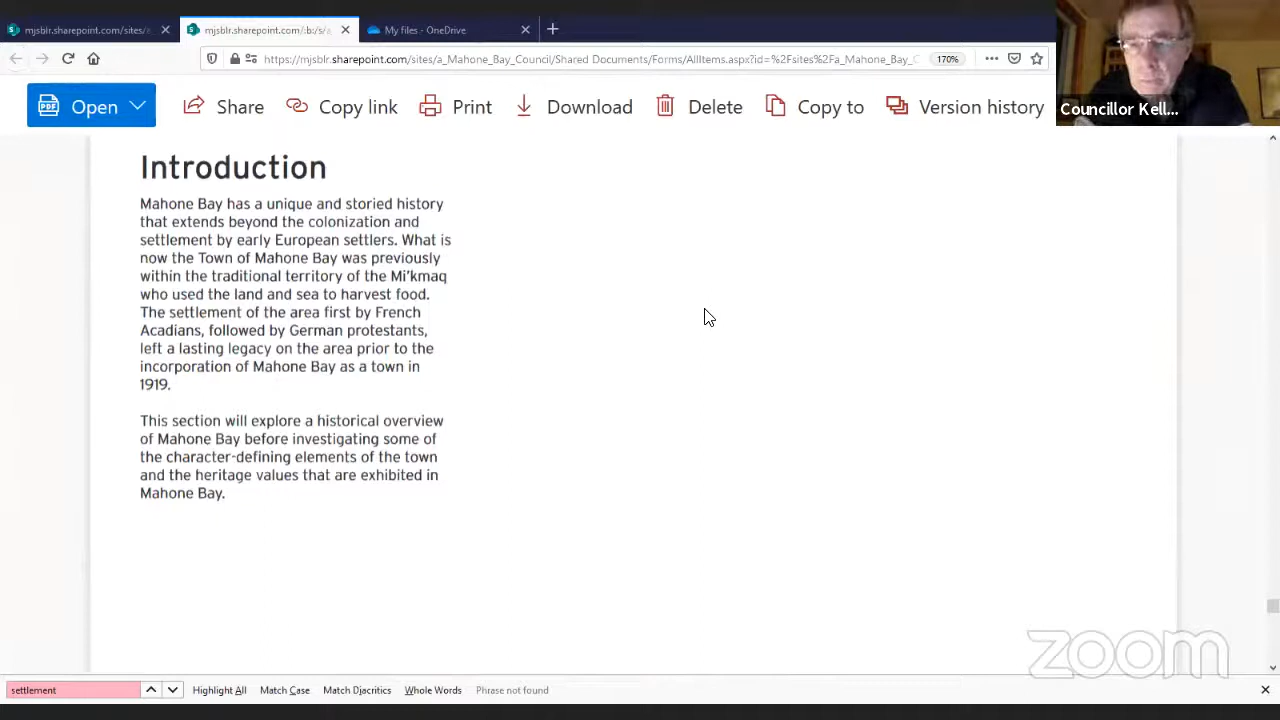 mjsblr.sharepoint.com/sites/
mjsblr.sharepoint.com/:b:/s/a
My files - OneDrive
https://mjsblr.sharepoint.com/sites/a_Mahone_Bay_Council/Shared Documents/Forms/AllItems.aspx?id=%2Fsites%2Fa_Mahone_Bay_C
170%
Open
Share
Copy link
Print
Download
Delete
Copy to
Version history
Councillor Kell...
Introduction
Mahone Bay has a unique and storied history
that extends beyond the colonization and
settlement by early European settlers. What is
now the Town of Mahone Bay was previously
within the traditional territory of the Mi'kmaq
who used the land and sea to harvest food.
The settlement of the area first by French
Acadians, followed by German protestants,
left a lasting legacy on the area prior to the
incorporation of Mahone Bay as a town in
1919.
This section will explore a historical overview
of Mahone Bay before investigating some of
the character-defining elements of the town
and the heritage values that are exhibited in
Mahone Bay.
zoom
settlement
Highlight All
Match Case
Match Diacritics
Whole Words
Phrase not found